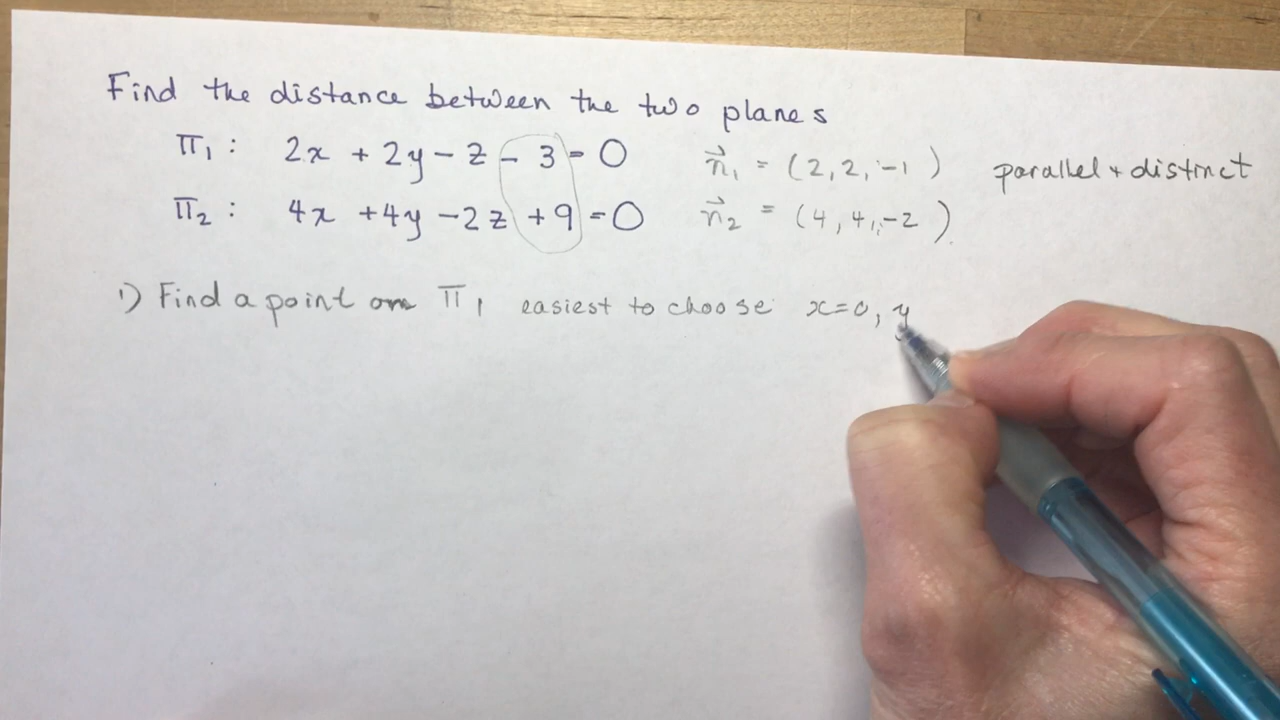 Find the distance between the two planes
π₁ : 2x + 2y - z - 3 = 0 n⃗₁ = (2, 2, -1) parallel + distinct
π₂ : 4x + 4y - 2z + 9 = 0 n⃗₂ = (4, 4, -2)
1) Find a point on π₁ easiest to choose x=0, y